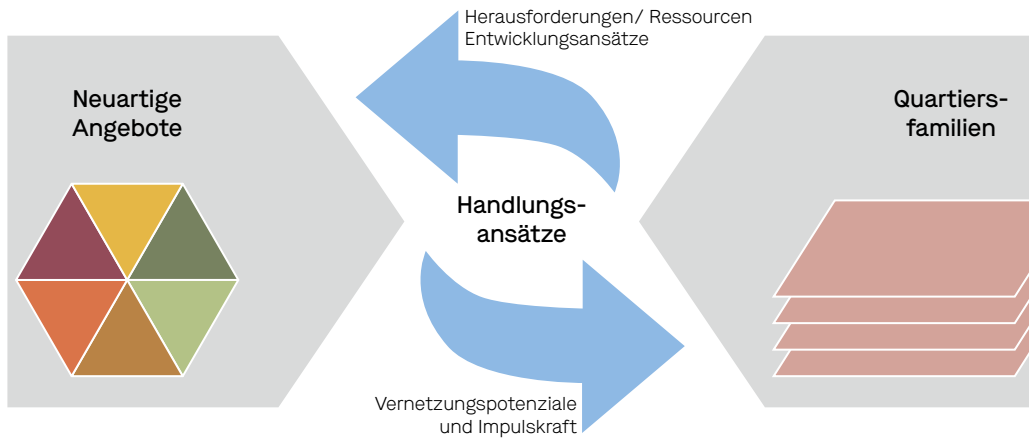 Herausforderungen/ Ressourcen
Entwicklungsansätze
Neuartige
Angebote
Quartiers-
familien
Handlungs-
ansätze
Vernetzungspotenziale
und Impulskraft